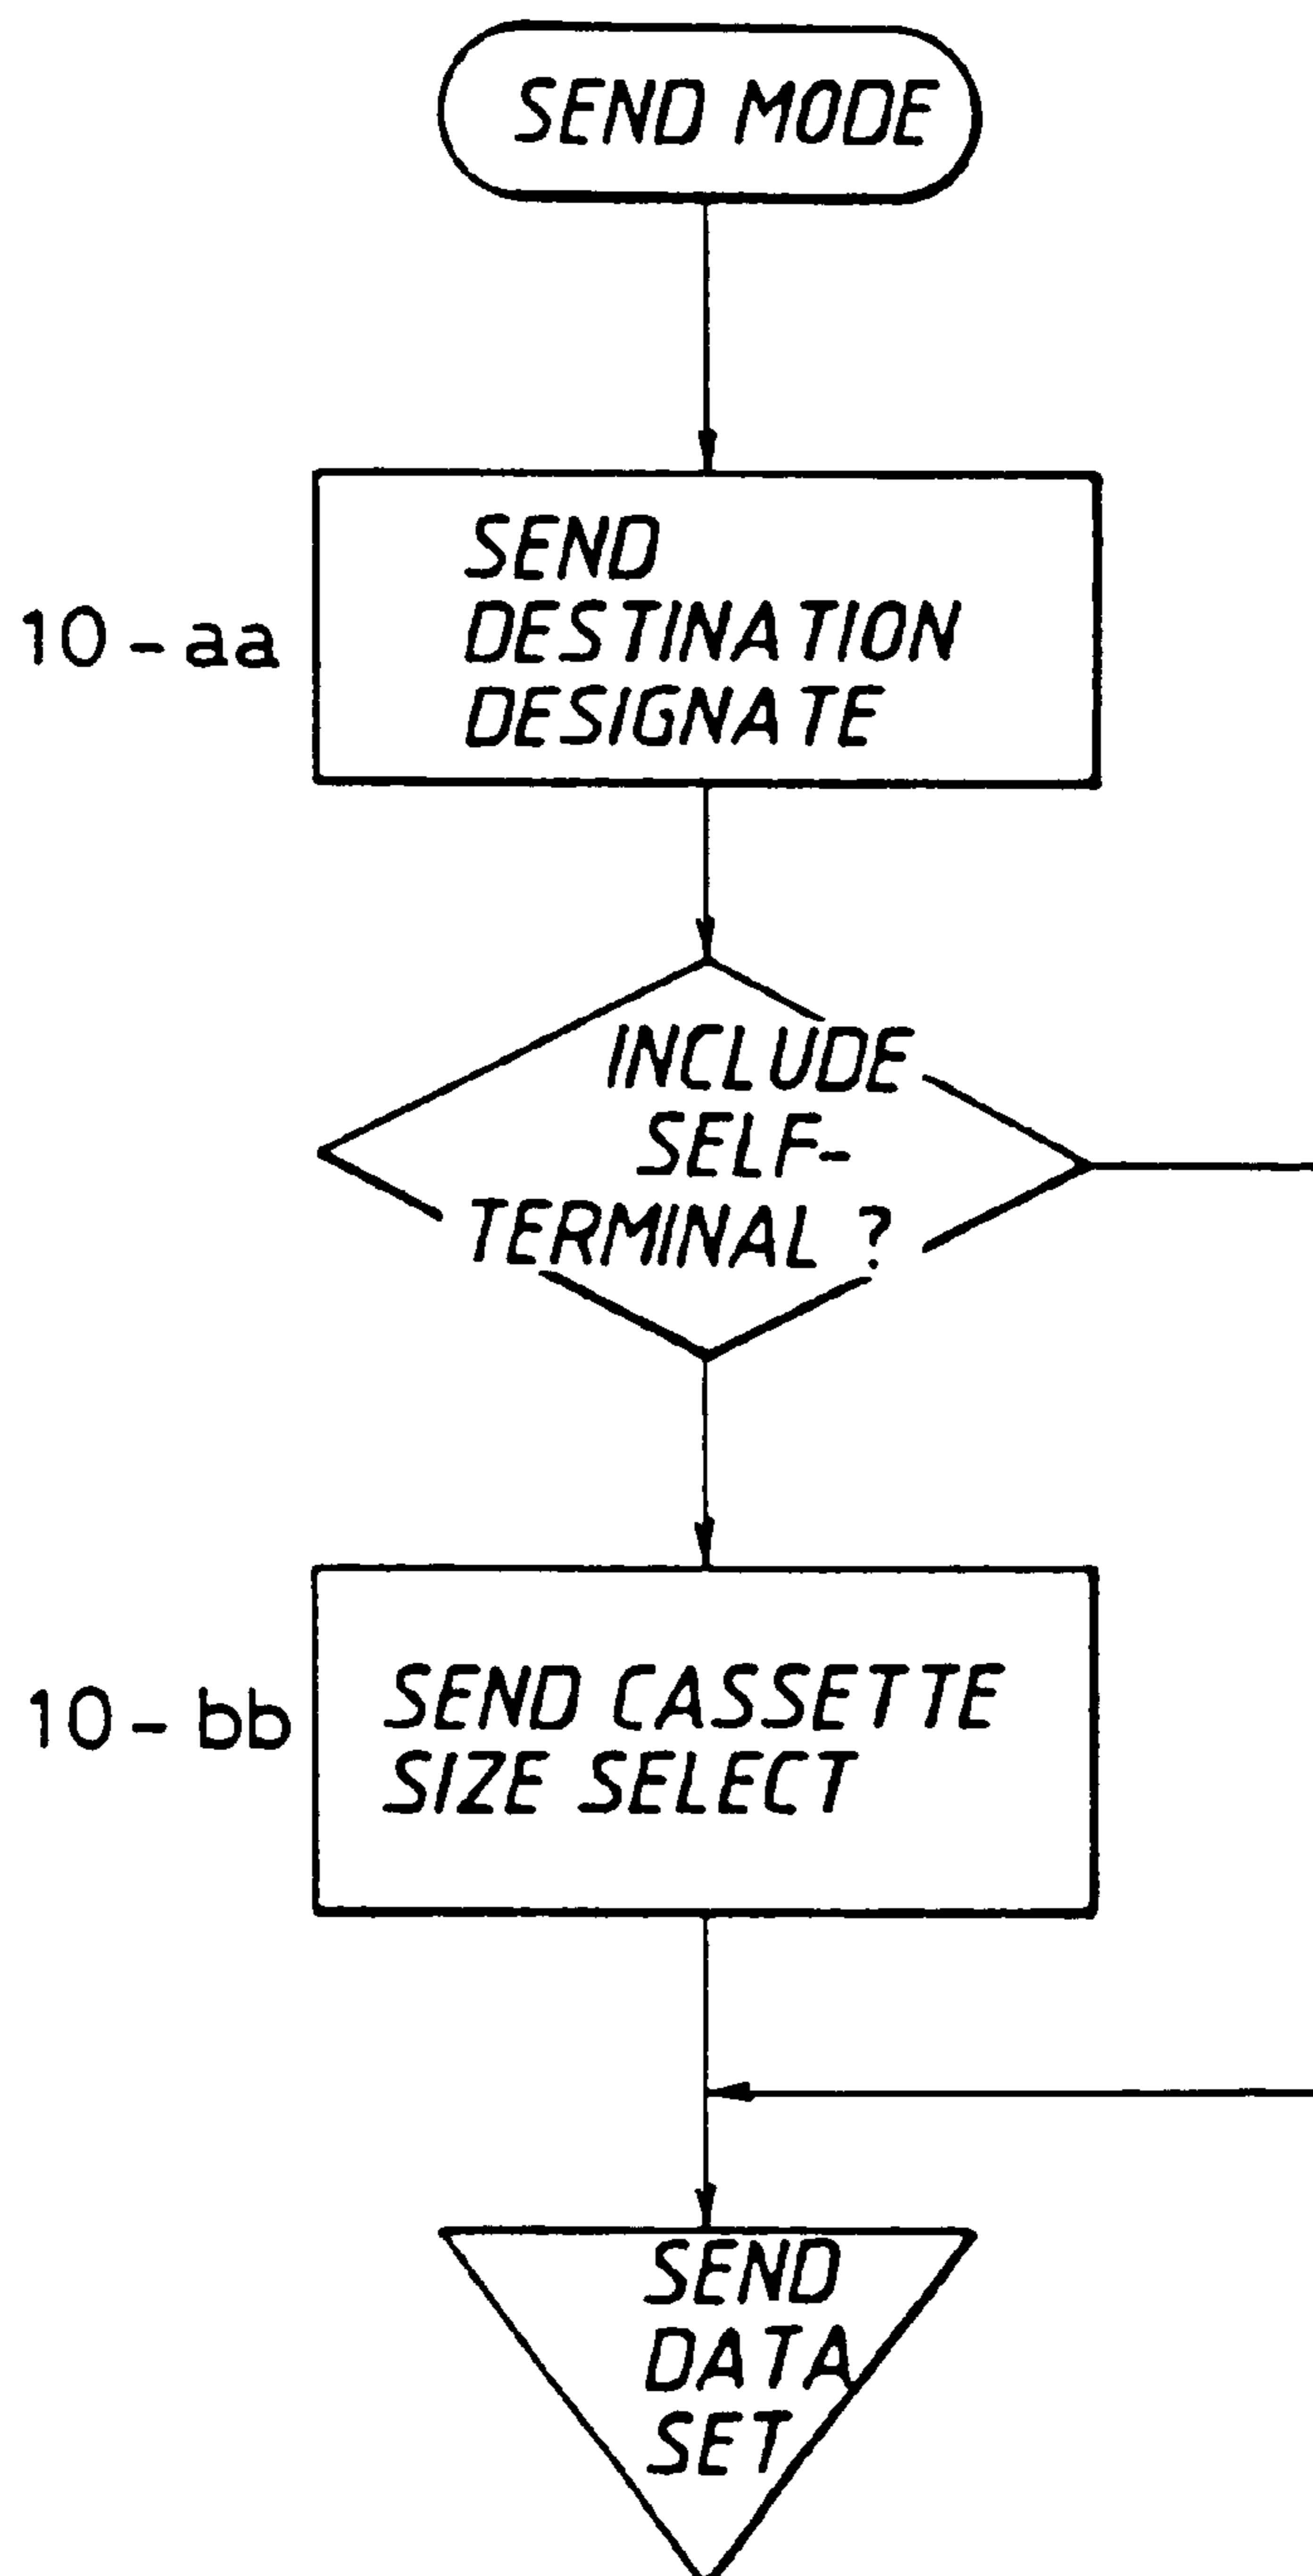 SEND MODE
10-aa
SEND
DESTINATION
DESIGNATE
INCLUDE
SELF-
TERMINAL ?
10-bb
SEND CASSETTE
SIZE SELECT
SEND
DATA
SET